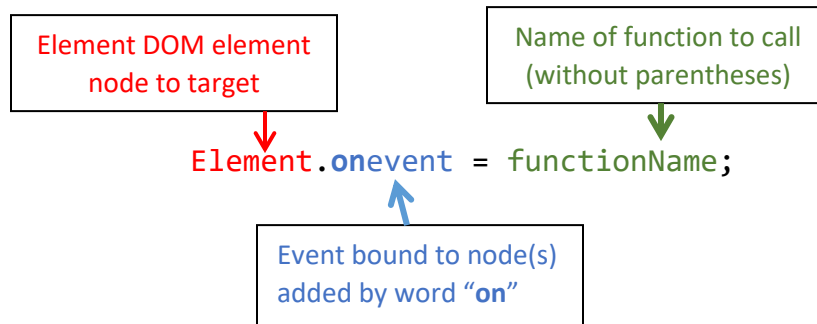 Element DOM element
node to target
Name of function to call
(without parentheses)
Element.onevent = functionName;
Event bound to node(s)
added by word “on”